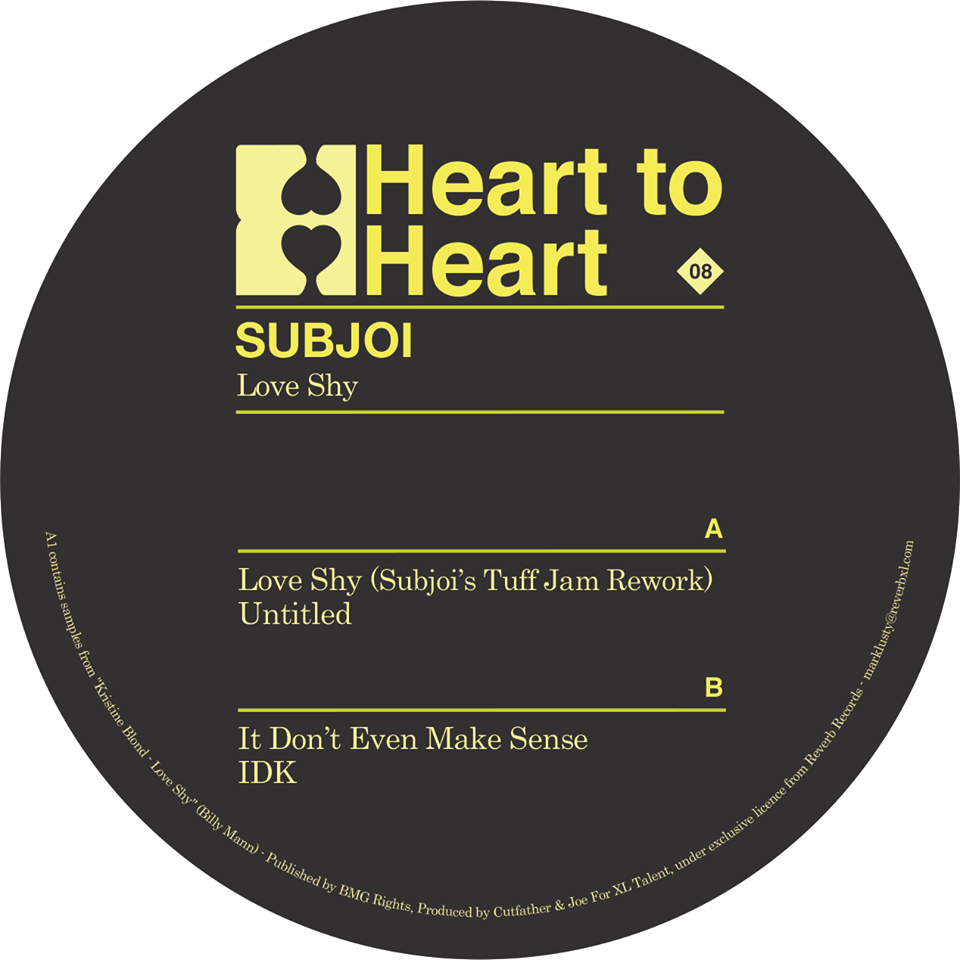 Heart to
Heart
08
SUBJOI
Love Shy
A
Love Shy (Subjoi’s Tuff Jam Rework)
Untitled
B
It Don’t Even Make Sense
IDK
A1 contains samples from "Kristine Blond - Love Shy" (Billy Mann) - Published by BMG Rights, Produced by Cutfather & Joe For XL Talent, under exclusive licence from Reverb Records - marklusty@reverbxl.com